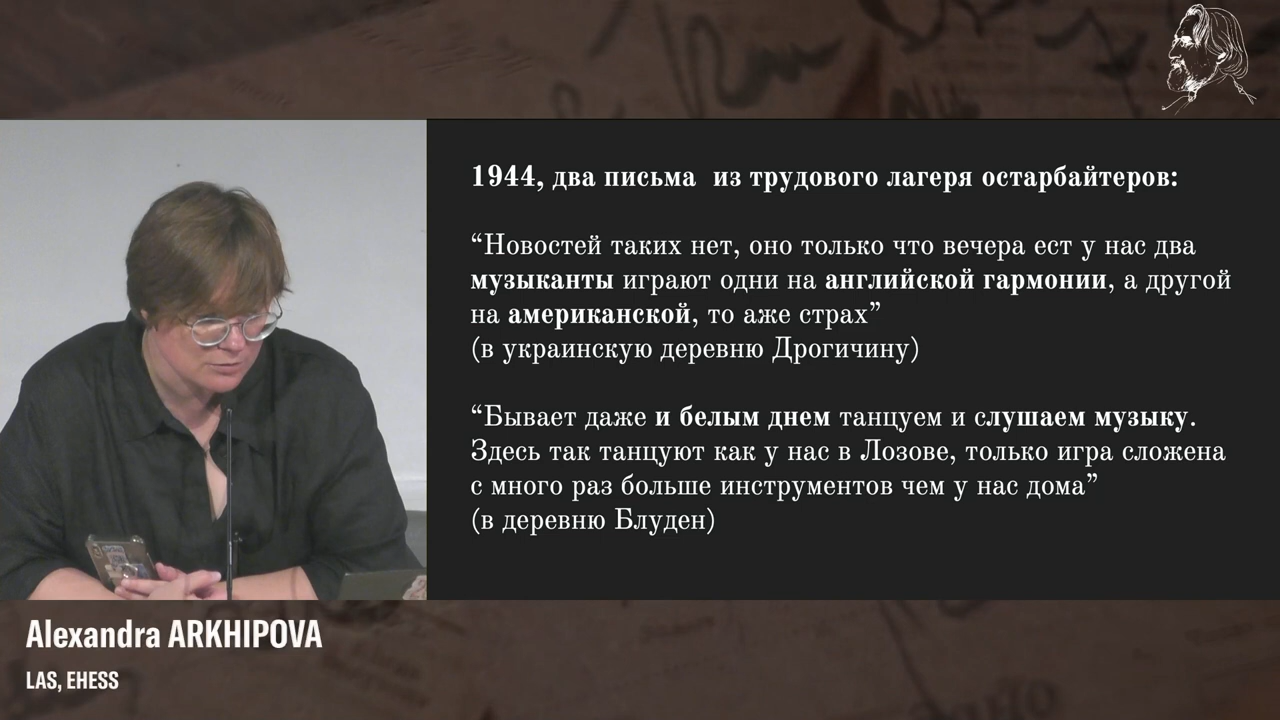 1944, два письма из трудового лагеря остарбайтеров:
“Новостей таких нет, оно только что вечера ест у нас два
музыканты играют одни на английской гармонии, а другой
на американской, то аже страх”
(в украинскую деревню Дрогичину)
“Бывает даже и белым днем танцуем и слушаем музыку.
Здесь так танцуют как у нас в Лозове, только игра сложена
с много раз больше инструментов чем у нас дома”
(в деревню Блуден)
Alexandra ARKHIPOVA
LAS, EHESS